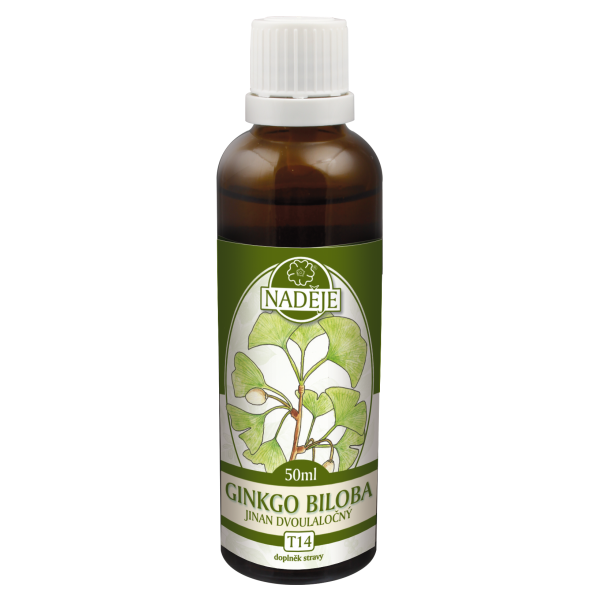 NADĚJE
50ml
GINKGO BILOBA
JINAN DVOULALOČNÝ
T14
doplněk stravy